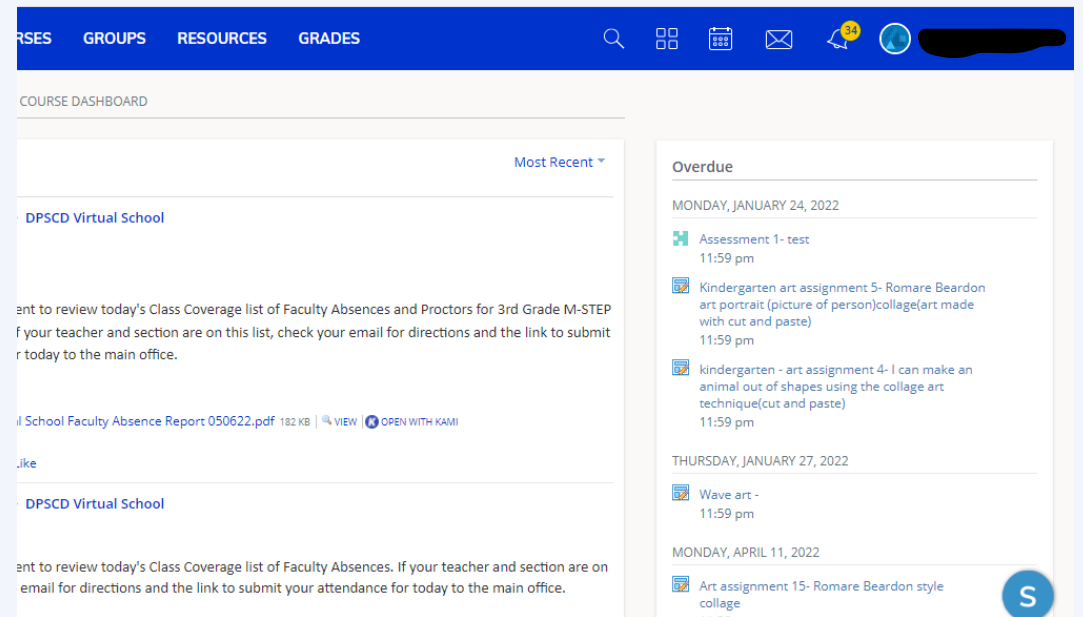 RSES GROUPS RESOURCES GRADES 34
COURSE DASHBOARD
Most Recent
DPSCD Virtual School
ent to review today's Class Coverage list of Faculty Absences and Proctors for 3rd Grade M-STEP
f your teacher and section are on this list, check your email for directions and the link to submit
r today to the main office.
l School Faculty Absence Report 050622.pdf 182 KB | VIEW | K OPEN WITH KAMI
Like
DPSCD Virtual School
ent to review today's Class Coverage list of Faculty Absences. If your teacher and section are on
email for directions and the link to submit your attendance for today to the main office.
Overdue
MONDAY, JANUARY 24, 2022
Assessment 1- test
11:59 pm
Kindergarten art assignment 5- Romare Beardon
art portrait (picture of person)collage(art made
with cut and paste)
11:59 pm
kindergarten - art assignment 4- I can make an
animal out of shapes using the collage art
technique(cut and paste)
11:59 pm
THURSDAY, JANUARY 27, 2022
Wave art -
11:59 pm
MONDAY, APRIL 11, 2022
Art assignment 15- Romare Beardon style
collage
S